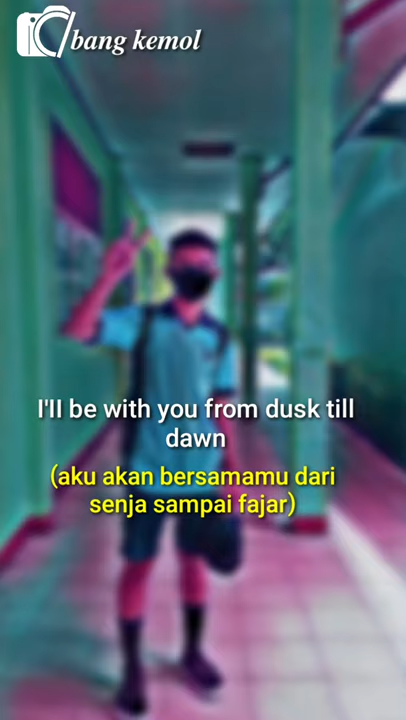 bang kemol
I'll be with you from dusk till
dawn
(aku akan bersamamu dari
senja sampai fajar)